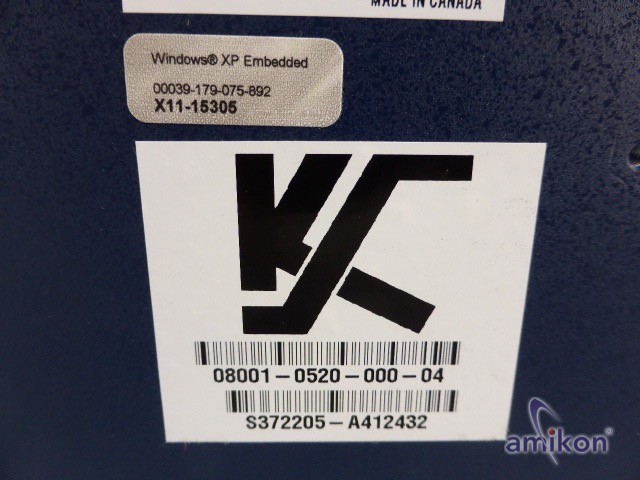 MADE IN CANADA
Windows® XP Embedded
00039-179-075-892
X11-15305
08001-0520-000-04
S372205-A412432
amikon